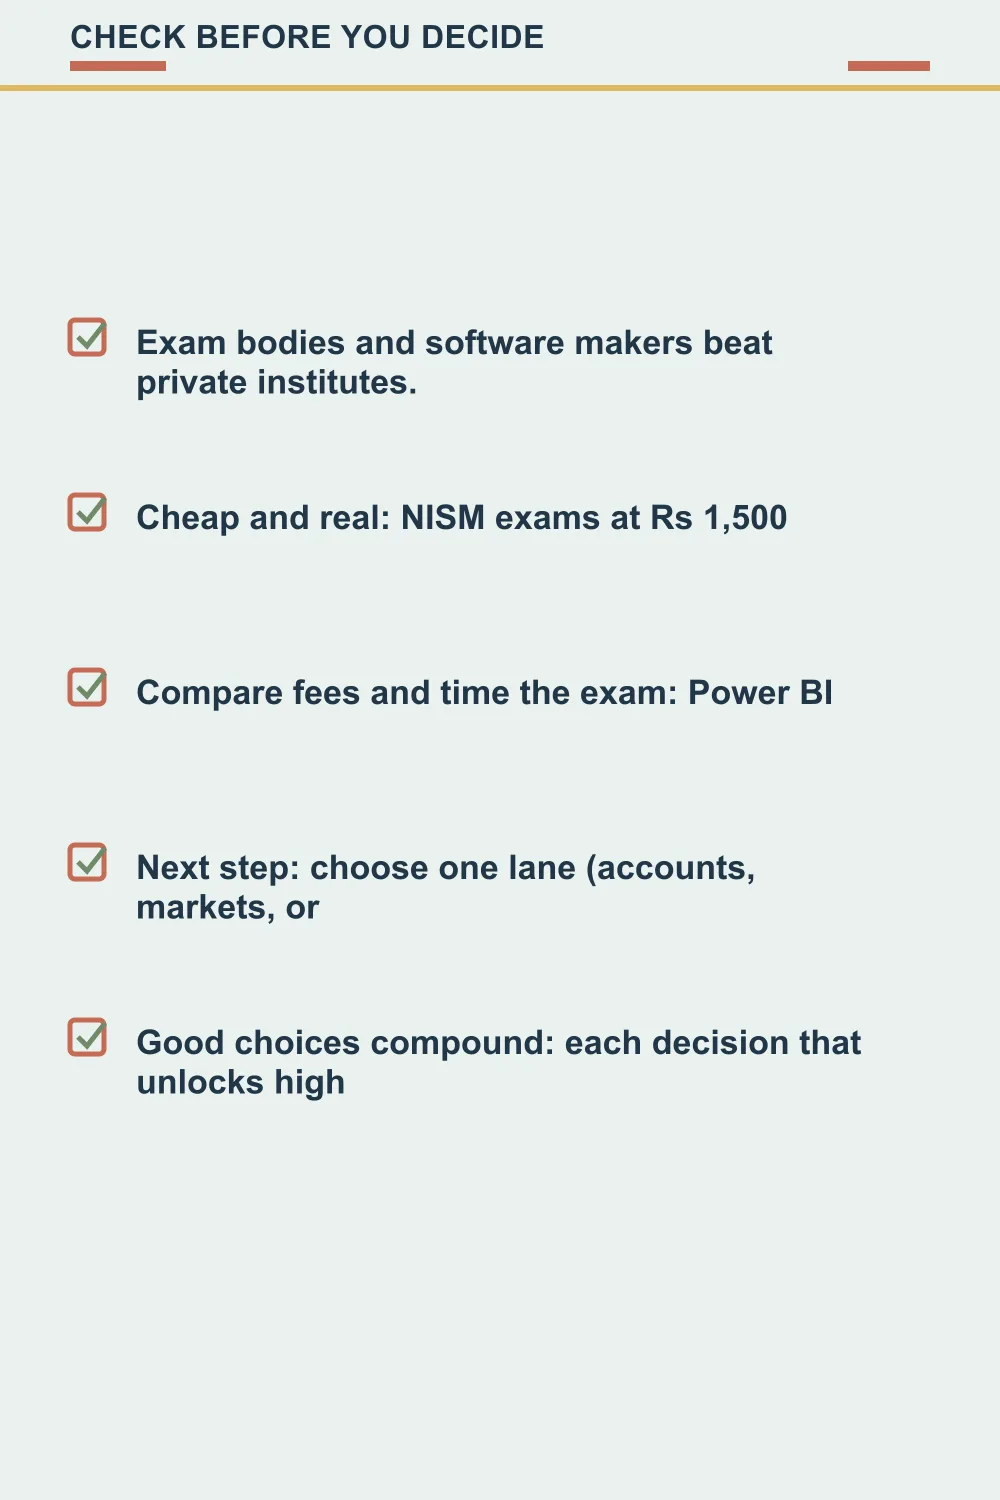 CHECK BEFORE YOU DECIDE
Exam bodies and software makers beat
private institutes.
Cheap and real: NISM exams at Rs 1,500
Compare fees and time the exam: Power BI
Next step: choose one lane (accounts,
markets, or
Good choices compound: each decision that
unlocks high